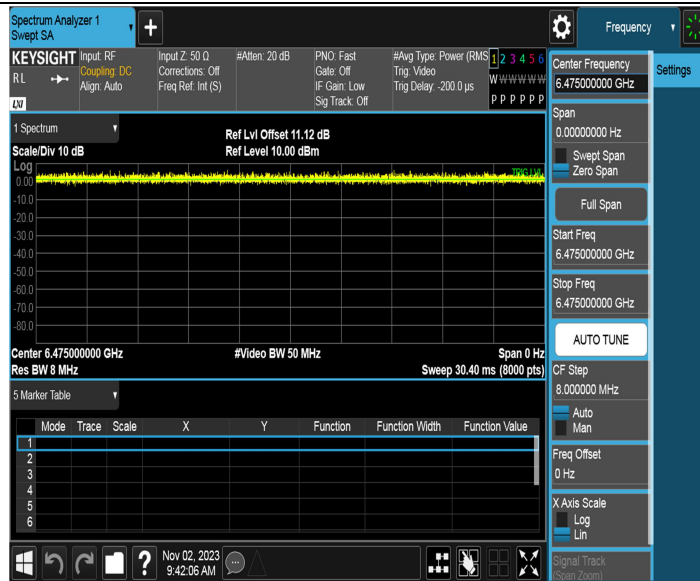 Spectrum Analyzer 1
Swept SA
Frequency
KEYSIGHT
Input: RF
Input Z: 50 Ω
#Atten: 20 dB
PNO: Fast
#Avg Type: Power (RMS
1 2 3 4 5 6
RL
Coupling: DC
Corrections: Off
Gate: Off
Trig: Video
W W W W W W
Align: Auto
Freq Ref: Int (S)
IF Gain: Low
Trig Delay: -200.0 µs
LXI
Sig Track: Off
P P P P P P
1 Spectrum
Ref Lvl Offset 11.12 dB
Scale/Div 10 dB
Ref Level 10.00 dBm
Log
TRIG LVL
0.00
-10.0
-20.0
-30.0
-40.0
-50.0
-60.0
-70.0
-80.0
Center 6.475000000 GHz
#Video BW 50 MHz
Span 0 Hz
Res BW 8 MHz
Sweep 30.40 ms (8000 pts)
5 Marker Table
Mode Trace Scale X Y Function Function Width Function Value
1
2
3
4
5
6
Nov 02, 2023
9:42:06 AM
Center Frequency
6.475000000 GHz
Settings
Span
0.00000000 Hz
Swept Span
Zero Span
Full Span
Start Freq
6.475000000 GHz
Stop Freq
6.475000000 GHz
AUTO TUNE
CF Step
8.000000 MHz
Auto
Man
Freq Offset
0 Hz
X Axis Scale
Log
Lin
Signal Track
(Span Zoom)